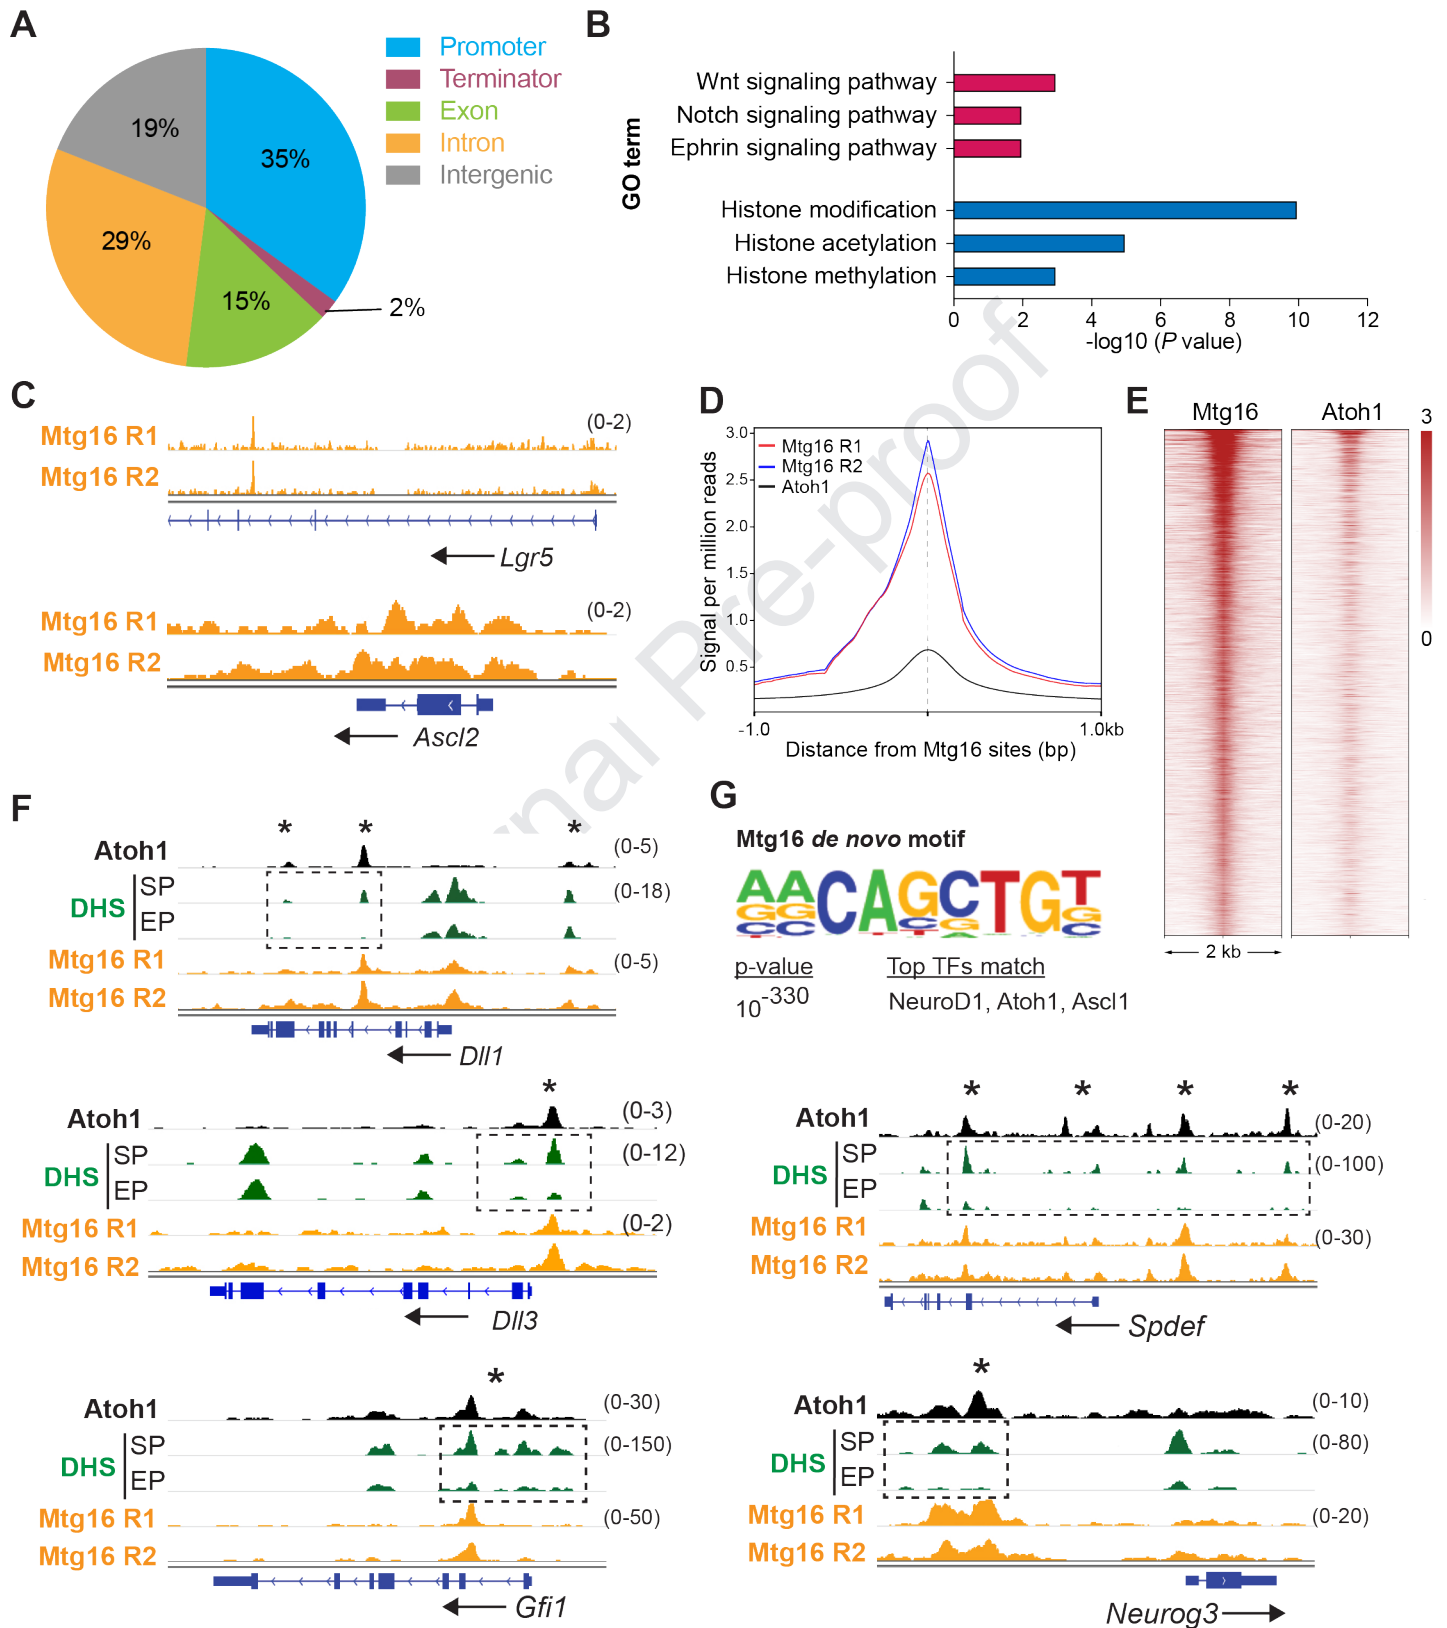 A
Promoter
Terminator
Exon
Intron
Intergenic
19%
35%
29%
15%
2%
B
GO term
Wnt signaling pathway
Notch signaling pathway
Ephrin signaling pathway
Histone modification
Histone acetylation
Histone methylation
0 2 4 6 8 10 12
-log10 (P value)
C
Mtg16 R1 (0-2)
Mtg16 R2
Lgr5
Mtg16 R1 (0-2)
Mtg16 R2
Ascl2
D
Signal per million reads
3.0
2.5
2.0
1.5
1.0
0.5
Mtg16 R1
Mtg16 R2
Atoh1
-1.0 1.0kb
Distance from Mtg16 sites (bp)
E
Mtg16 Atoh1
3
0
2 kb
F
* * *
Atoh1 (0-5)
DHS SP (0-18)
EP
Mtg16 R1 (0-5)
Mtg16 R2
Dll1
*
Atoh1 (0-3)
DHS SP (0-12)
EP
Mtg16 R1 (0-2)
Mtg16 R2
Dll3
*
Atoh1 (0-30)
DHS SP (0-150)
EP
Mtg16 R1 (0-50)
Mtg16 R2
Gfi1
G
Mtg16 de novo motif
AACAGCTGT
GG CC G
CC T A C
p-value Top TFs match
10-330 NeuroD1, Atoh1, Ascl1
* * * *
Atoh1 (0-20)
DHS SP (0-100)
EP
Mtg16 R1 (0-30)
Mtg16 R2
Spdef
*
Atoh1 (0-10)
DHS SP (0-80)
EP
Mtg16 R1 (0-20)
Mtg16 R2
Neurog3
rnal Pre-proof